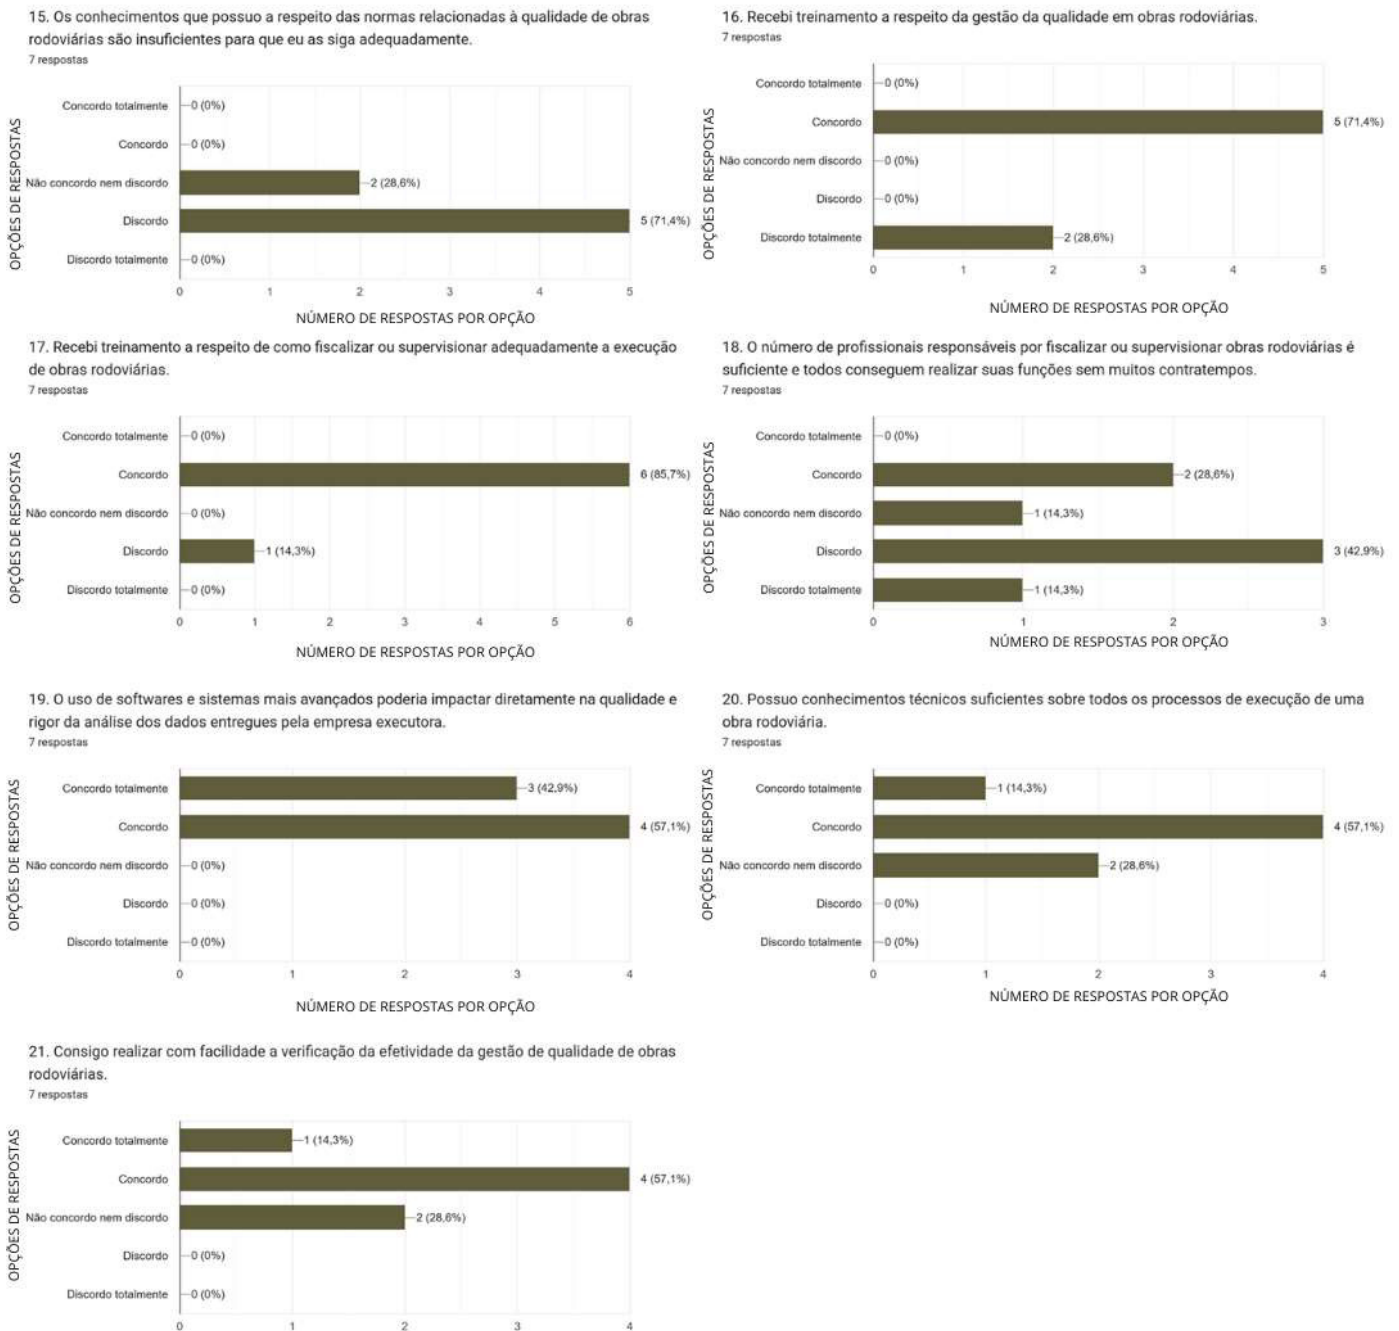 15. Os conhecimentos que possuo a respeito das normas relacionadas à qualidade de obras
rodoviárias são insuficientes para que eu as siga adequadamente.
7 respostas
OPÇÕES DE RESPOSTAS
Concordo totalmente
0 (0%)
Concordo
0 (0%)
Não concordo nem discordo
2 (28,6%)
Discordo
5 (71,4%)
Discordo totalmente
0 (0%)
0 1 2 3 4 5
NÚMERO DE RESPOSTAS POR OPÇÃO
16. Recebi treinamento a respeito da gestão da qualidade em obras rodoviárias.
7 respostas
OPÇÕES DE RESPOSTAS
Concordo totalmente
0 (0%)
Concordo
5 (71,4%)
Não concordo nem discordo
0 (0%)
Discordo
0 (0%)
Discordo totalmente
2 (28,6%)
0 1 2 3 4 5
NÚMERO DE RESPOSTAS POR OPÇÃO
17. Recebi treinamento a respeito de como fiscalizar ou supervisionar adequadamente a execução
de obras rodoviárias.
7 respostas
OPÇÕES DE RESPOSTAS
Concordo totalmente
0 (0%)
Concordo
6 (85,7%)
Não concordo nem discordo
0 (0%)
Discordo
1 (14,3%)
Discordo totalmente
0 (0%)
0 1 2 3 4 5 6
NÚMERO DE RESPOSTAS POR OPÇÃO
18. O número de profissionais responsáveis por fiscalizar ou supervisionar obras rodoviárias é
suficiente e todos conseguem realizar suas funções sem muitos contratempos.
7 respostas
OPÇÕES DE RESPOSTAS
Concordo totalmente
0 (0%)
Concordo
2 (28,6%)
Não concordo nem discordo
1 (14,3%)
Discordo
3 (42,9%)
Discordo totalmente
1 (14,3%)
0 1 2 3
NÚMERO DE RESPOSTAS POR OPÇÃO
19. O uso de softwares e sistemas mais avançados poderia impactar diretamente na qualidade e
rigor da análise dos dados entregues pela empresa executora.
7 respostas
OPÇÕES DE RESPOSTAS
Concordo totalmente
3 (42,9%)
Concordo
4 (57,1%)
Não concordo nem discordo
0 (0%)
Discordo
0 (0%)
Discordo totalmente
0 (0%)
0 1 2 3 4
NÚMERO DE RESPOSTAS POR OPÇÃO
20. Possuo conhecimentos técnicos suficientes sobre todos os processos de execução de uma
obra rodoviária.
7 respostas
OPÇÕES DE RESPOSTAS
Concordo totalmente
1 (14,3%)
Concordo
4 (57,1%)
Não concordo nem discordo
2 (28,6%)
Discordo
0 (0%)
Discordo totalmente
0 (0%)
0 1 2 3 4
NÚMERO DE RESPOSTAS POR OPÇÃO
21. Consigo realizar com facilidade a verificação da efetividade da gestão de qualidade de obras
rodoviárias.
7 respostas
OPÇÕES DE RESPOSTAS
Concordo totalmente
1 (14,3%)
Concordo
4 (57,1%)
Não concordo nem discordo
2 (28,6%)
Discordo
0 (0%)
Discordo totalmente
0 (0%)
0 1 2 3 4